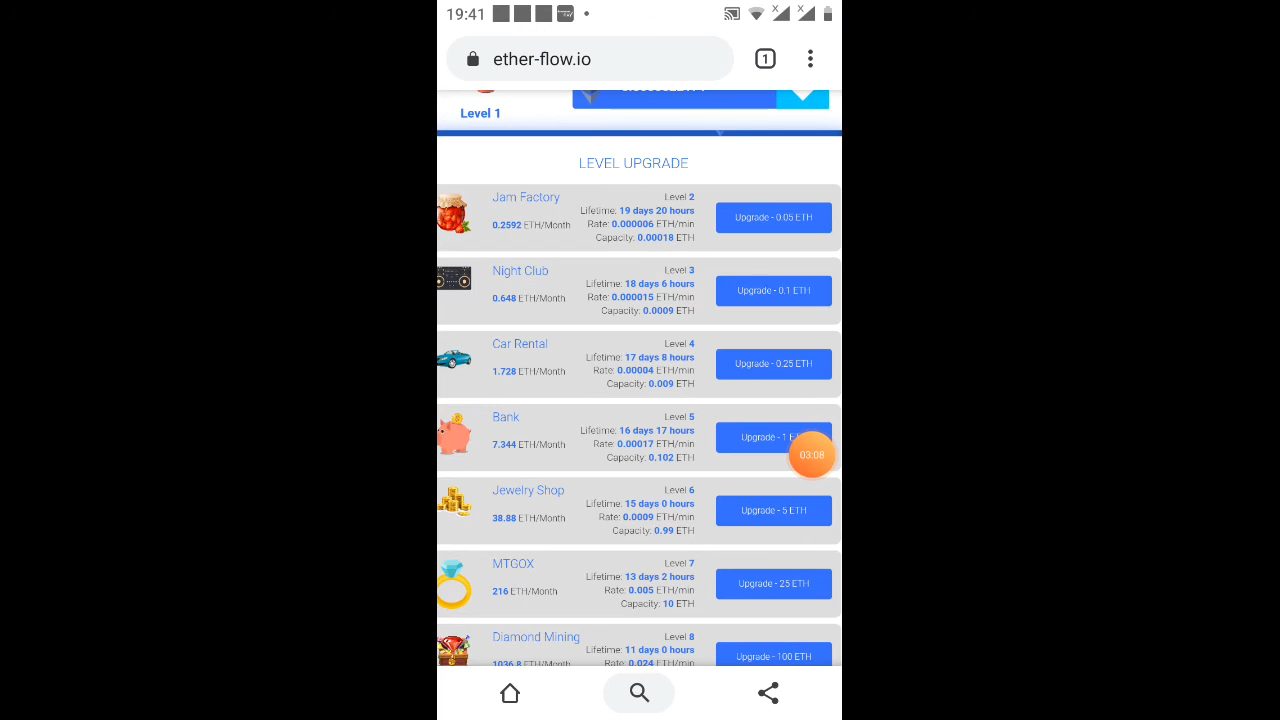 19:41
ether-flow.io
1
Level 1
LEVEL UPGRADE
Jam Factory
Level 2
Lifetime: 19 days 20 hours
0.2592 ETH/Month
Rate: 0.000006 ETH/min
Capacity: 0.00018 ETH
Upgrade - 0.05 ETH
Night Club
Level 3
Lifetime: 18 days 6 hours
0.648 ETH/Month
Rate: 0.000015 ETH/min
Capacity: 0.0009 ETH
Upgrade - 0.1 ETH
Car Rental
Level 4
Lifetime: 17 days 8 hours
1.728 ETH/Month
Rate: 0.00004 ETH/min
Capacity: 0.009 ETH
Upgrade - 0.25 ETH
Bank
Level 5
Lifetime: 16 days 17 hours
7.344 ETH/Month
Rate: 0.00017 ETH/min
Capacity: 0.102 ETH
Upgrade - 1
03:08
Jewelry Shop
Level 6
Lifetime: 15 days 0 hours
38.88 ETH/Month
Rate: 0.0009 ETH/min
Capacity: 0.99 ETH
Upgrade - 5 ETH
MTGOX
Level 7
Lifetime: 13 days 2 hours
216 ETH/Month
Rate: 0.005 ETH/min
Capacity: 10 ETH
Upgrade - 25 ETH
Diamond Mining
Level 8
Lifetime: 11 days 0 hours
1036.8 ETH/Month
Rate: 0.024 ETH/min
Upgrade - 100 ETH